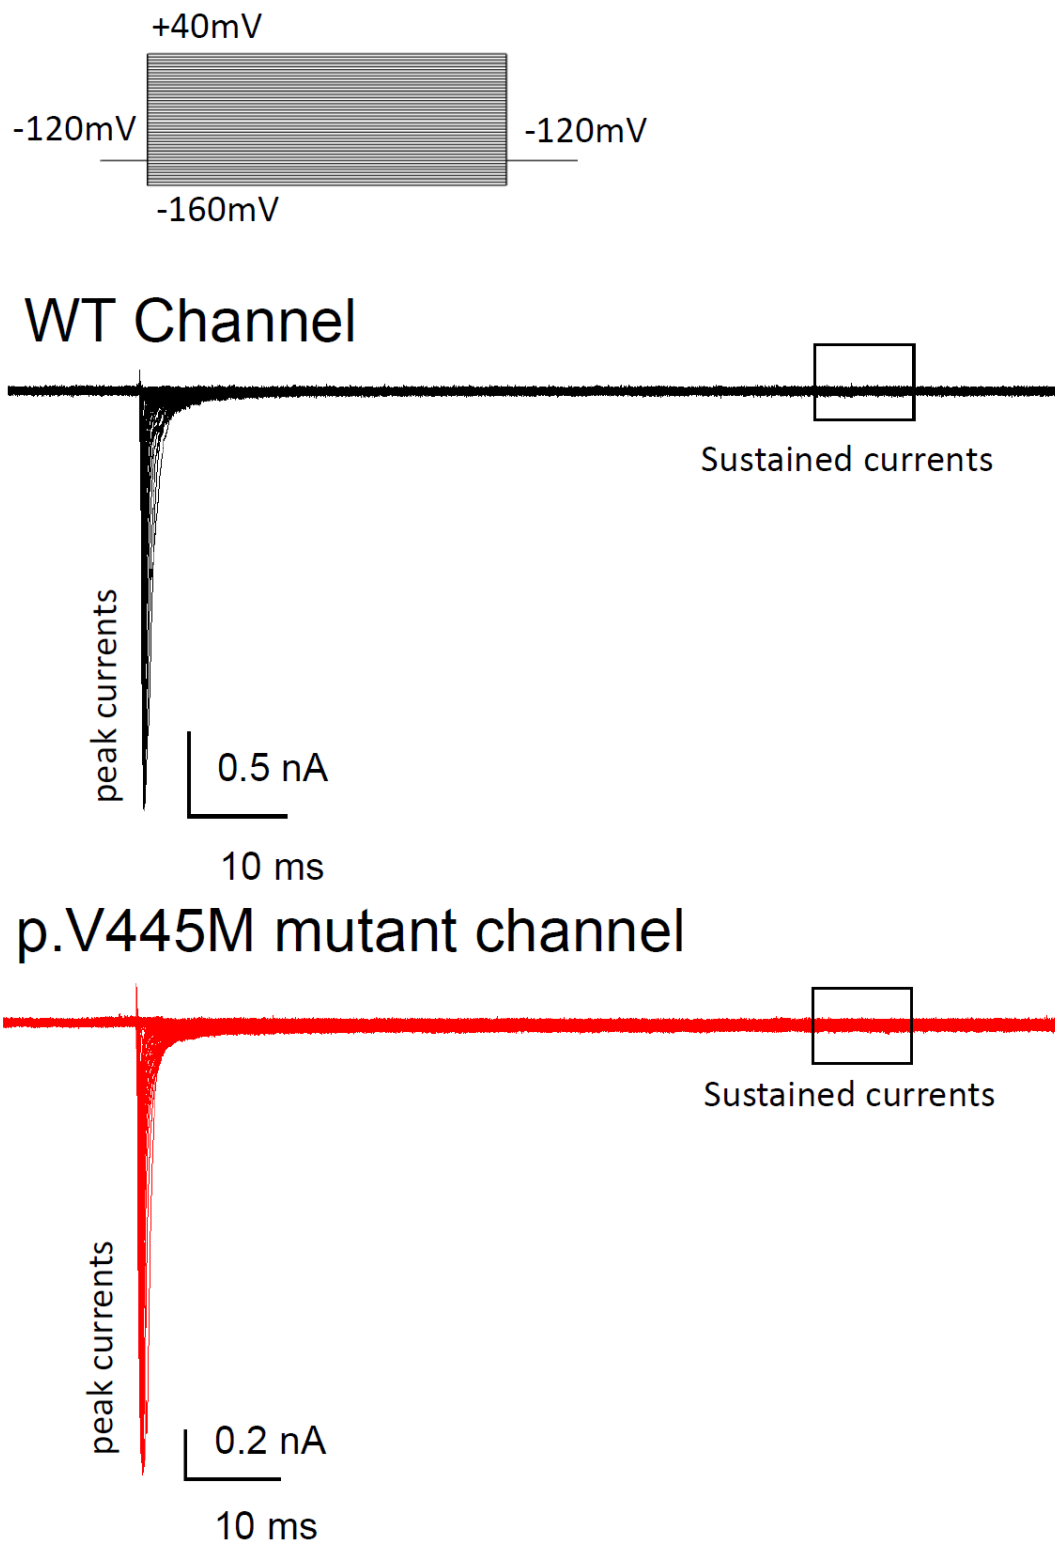 +40mV
-120mV
-120mV
-160mV
WT Channel
Sustained currents
peak currents
0.5 nA
10 ms
p.V445M mutant channel
Sustained currents
peak currents
0.2 nA
10 ms